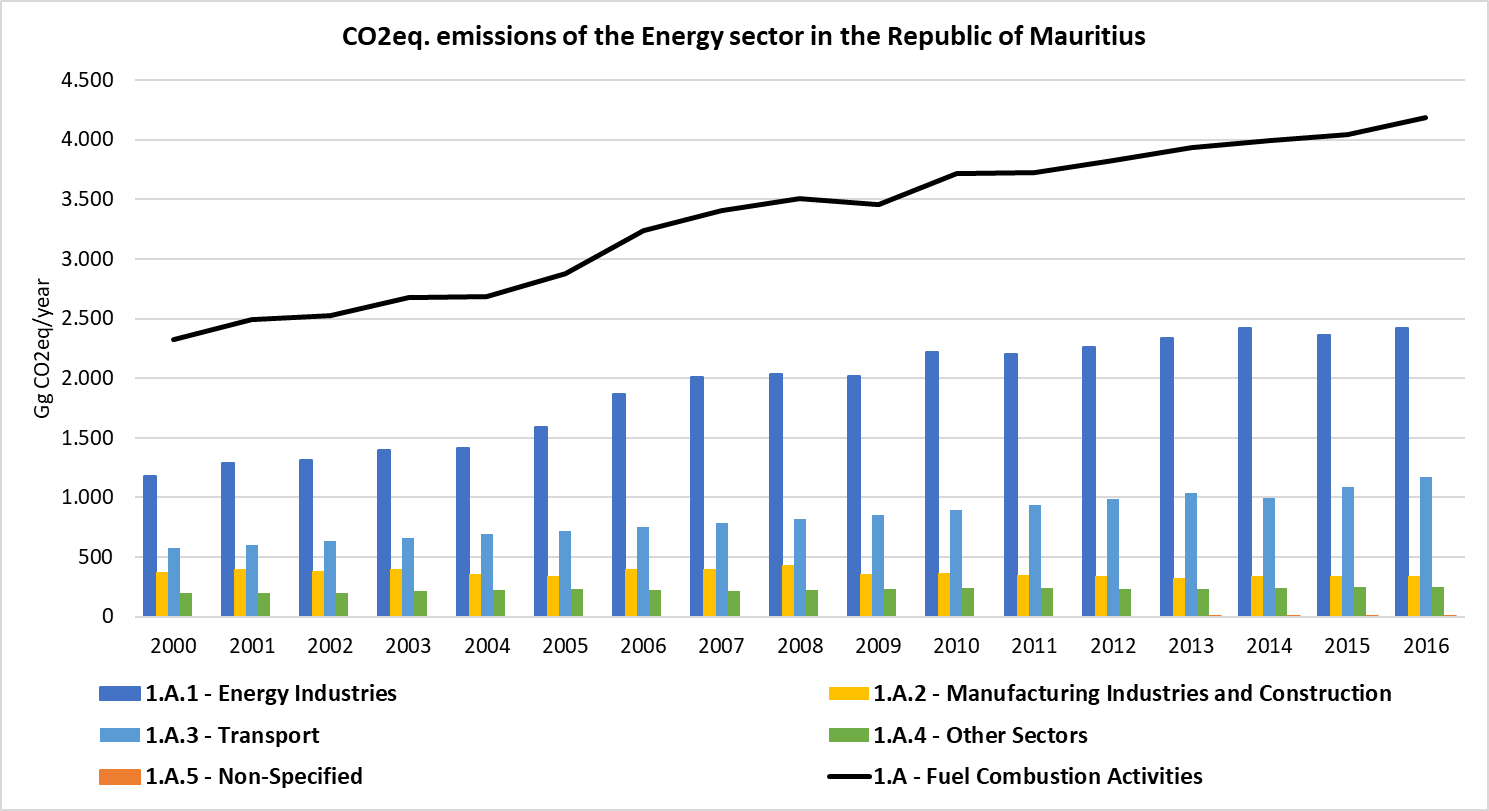 CO2eq. emissions of the Energy sector in the Republic of Mauritius
4.500
4.000
3.500
3.000
2.500
2.000
1.500
1.000
500
0
Gg CO2eq/year
2000 2001 2002 2003 2004 2005 2006 2007 2008 2009 2010 2011 2012 2013 2014 2015 2016
1.A.1 - Energy Industries
1.A.2 - Manufacturing Industries and Construction
1.A.3 - Transport
1.A.4 - Other Sectors
1.A.5 - Non-Specified
1.A - Fuel Combustion Activities